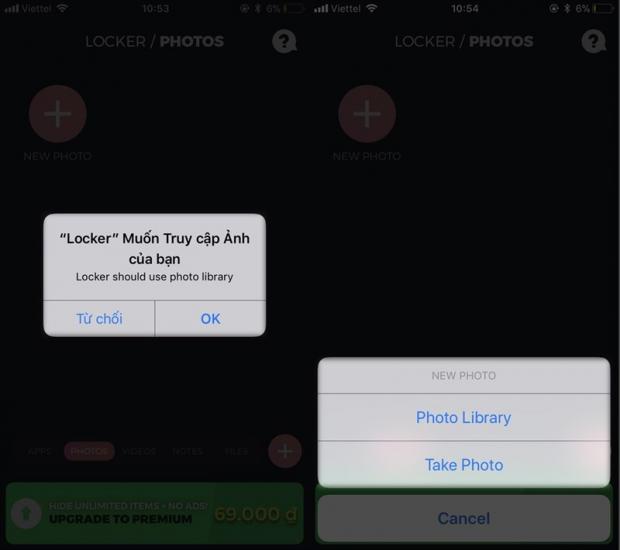 Viettel 10:53 6%
LOCKER / PHOTOS
?
NEW PHOTO
“Locker” Muốn Truy cập Ảnh
của bạn
Locker should use photo library
Từ chối OK
APPS PHOTOS VIDEOS NOTES FILES
HIDE UNLIMITED ITEMS + NO ADS!
UPGRADE TO PREMIUM
69.000 ₫
Viettel 10:54 6%
LOCKER / PHOTOS
?
NEW PHOTO
NEW PHOTO
Photo Library
Take Photo
Cancel